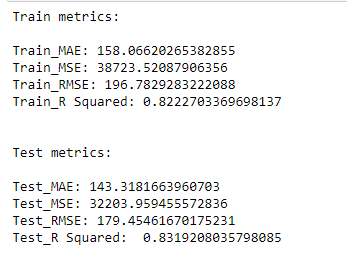 Train metrics:
Train_MAE: 158.06620265382855
Train_MSE: 38723.52087906356
Train_RMSE: 196.7829283222088
Train_R Squared: 0.8222703369698137
Test metrics:
Test_MAE: 143.3181663960703
Test_MSE: 32203.959455572836
Test_RMSE: 179.45461670175231
Test_R Squared:  0.8319208035798085